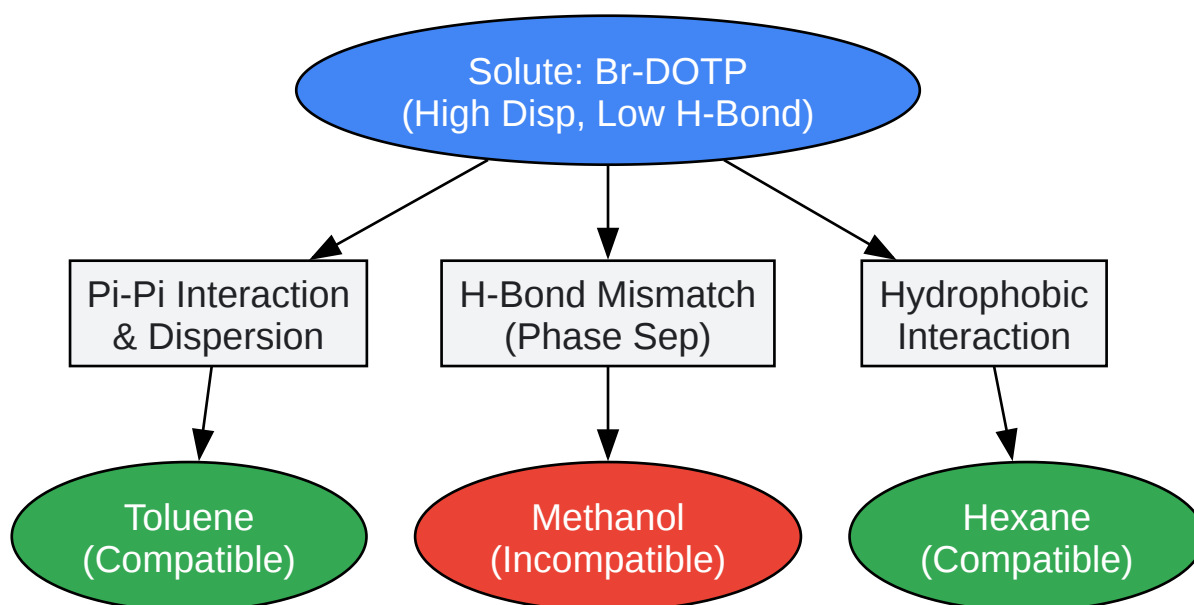 Solute: Br-DOTP
(High Disp, Low H-Bond)
Pi-Pi Interaction
& Dispersion
H-Bond Mismatch
(Phase Sep)
Hydrophobic
Interaction
Toluene
(Compatible)
Methanol
(Incompatible)
Hexane
(Compatible)